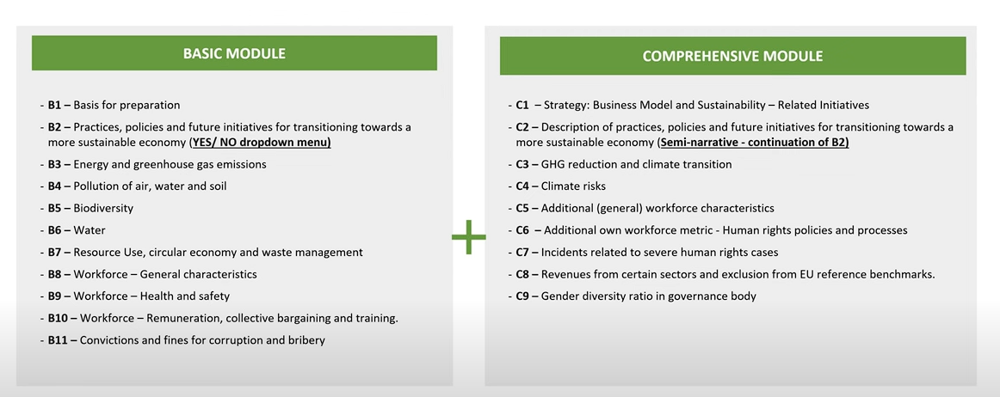 BASIC MODULE
- B1 – Basis for preparation
- B2 – Practices, policies and future initiatives for transitioning towards a
more sustainable economy (YES/ NO dropdown menu)
- B3 – Energy and greenhouse gas emissions
- B4 – Pollution of air, water and soil
- B5 – Biodiversity
- B6 – Water
- B7 – Resource Use, circular economy and waste management
- B8 – Workforce – General characteristics
- B9 – Workforce – Health and safety
- B10 – Workforce – Remuneration, collective bargaining and training.
- B11 – Convictions and fines for corruption and bribery
+
COMPREHENSIVE MODULE
- C1 – Strategy: Business Model and Sustainability – Related Initiatives
- C2 – Description of practices, policies and future initiatives for transitioning towards a
more sustainable economy (Semi-narrative - continuation of B2)
- C3 – GHG reduction and climate transition
- C4 – Climate risks
- C5 – Additional (general) workforce characteristics
- C6 – Additional own workforce metric - Human rights policies and processes
- C7 – Incidents related to severe human rights cases
- C8 – Revenues from certain sectors and exclusion from EU reference benchmarks.
- C9 – Gender diversity ratio in governance body